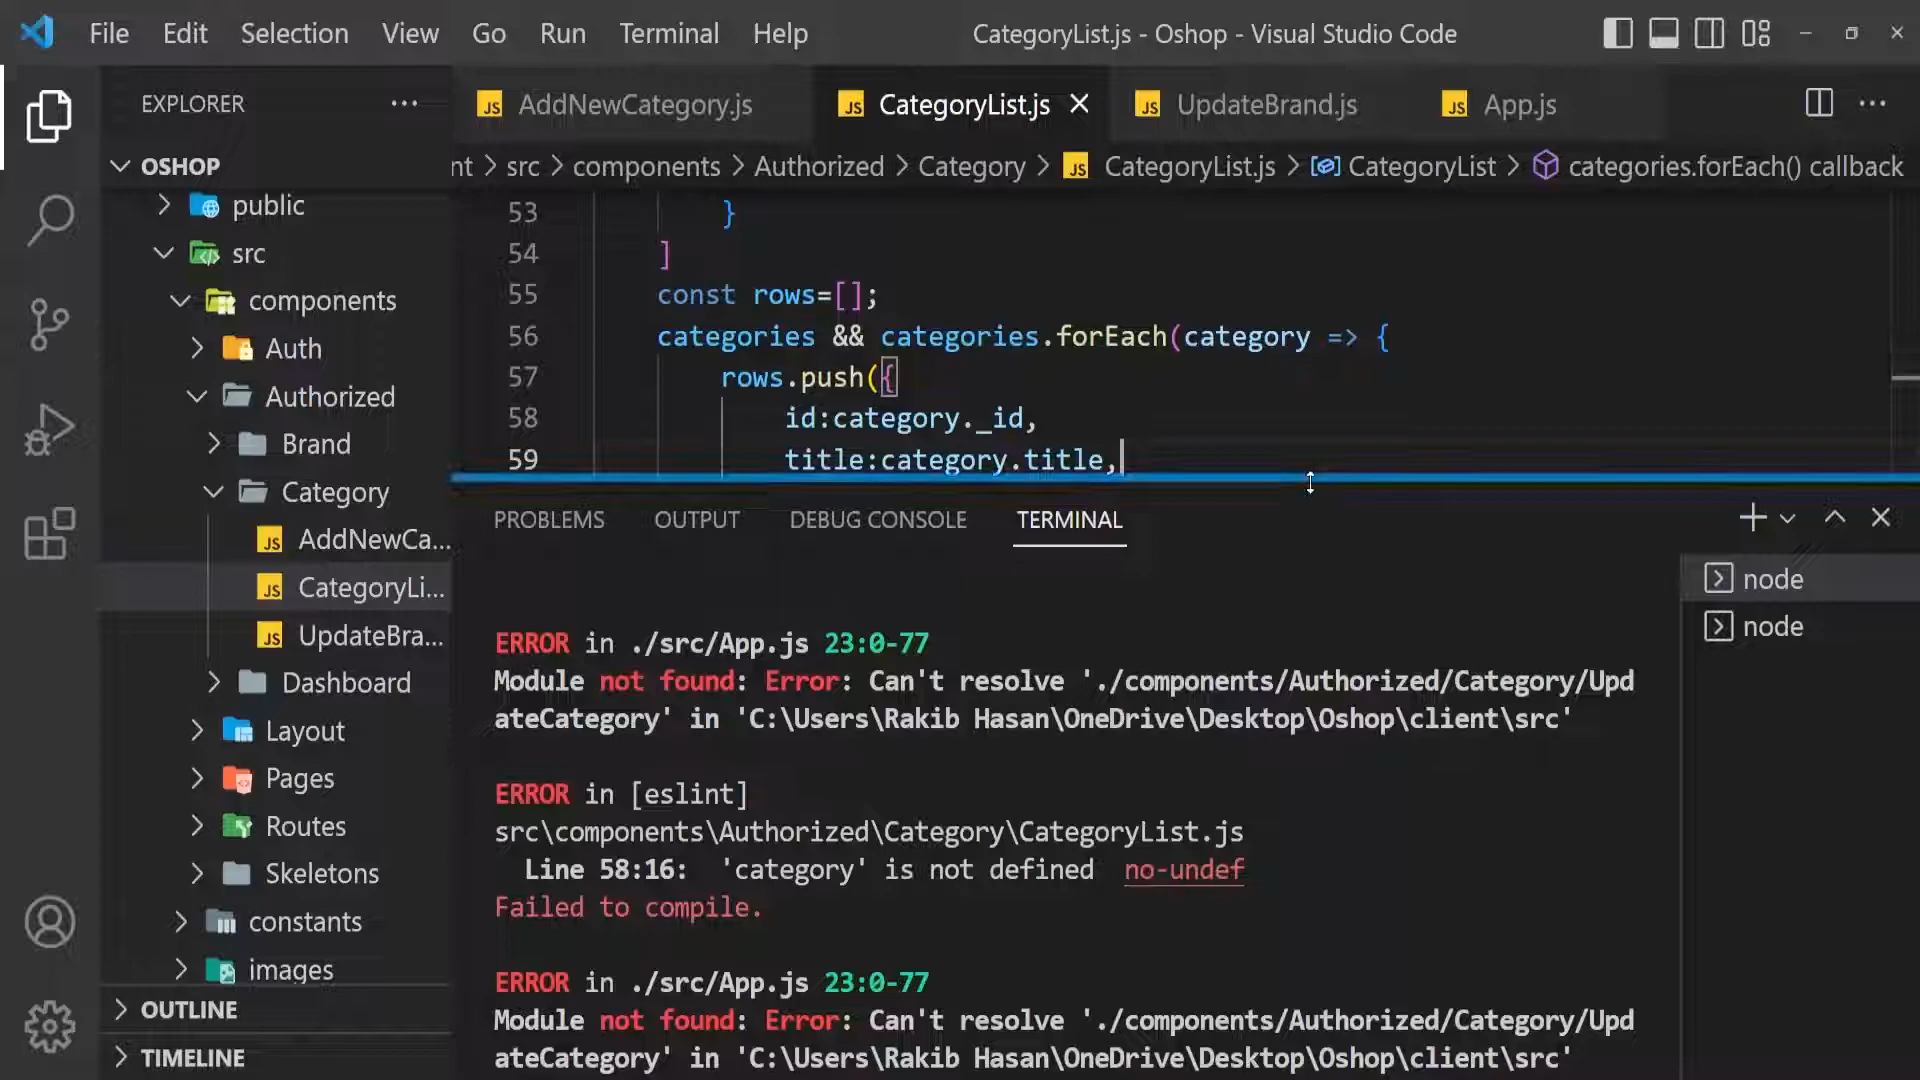 File Edit Selection View Go Run Terminal Help CategoryList.js - Oshop - Visual Studio Code
EXPLORER
OSHOP
public
src
components
Auth
Authorized
Brand
Category
AddNewCa...
CategoryLi...
UpdateBra...
Dashboard
Layout
Pages
Routes
Skeletons
constants
images
OUTLINE
TIMELINE
JS AddNewCategory.js JS CategoryList.js JS UpdateBrand.js JS App.js
nt > src > components > Authorized > Category > JS CategoryList.js > CategoryList > categories.forEach() callback
53 }
54 ]
55 const rows=[];
56 categories && categories.forEach(category => {
57 rows.push({
58 id:category._id,
59 title:category.title,
PROBLEMS OUTPUT DEBUG CONSOLE TERMINAL
ERROR in ./src/App.js 23:0-77
Module not found: Error: Can't resolve './components/Authorized/Category/Upd
ateCategory' in 'C:\Users\Rakib Hasan\OneDrive\Desktop\Oshop\client\src'
ERROR in [eslint]
src\components\Authorized\Category\CategoryList.js
Line 58:16: 'category' is not defined no-undef
Failed to compile.
ERROR in ./src/App.js 23:0-77
Module not found: Error: Can't resolve './components/Authorized/Category/Upd
ateCategory' in 'C:\Users\Rakib Hasan\OneDrive\Desktop\Oshop\client\src'
node
node